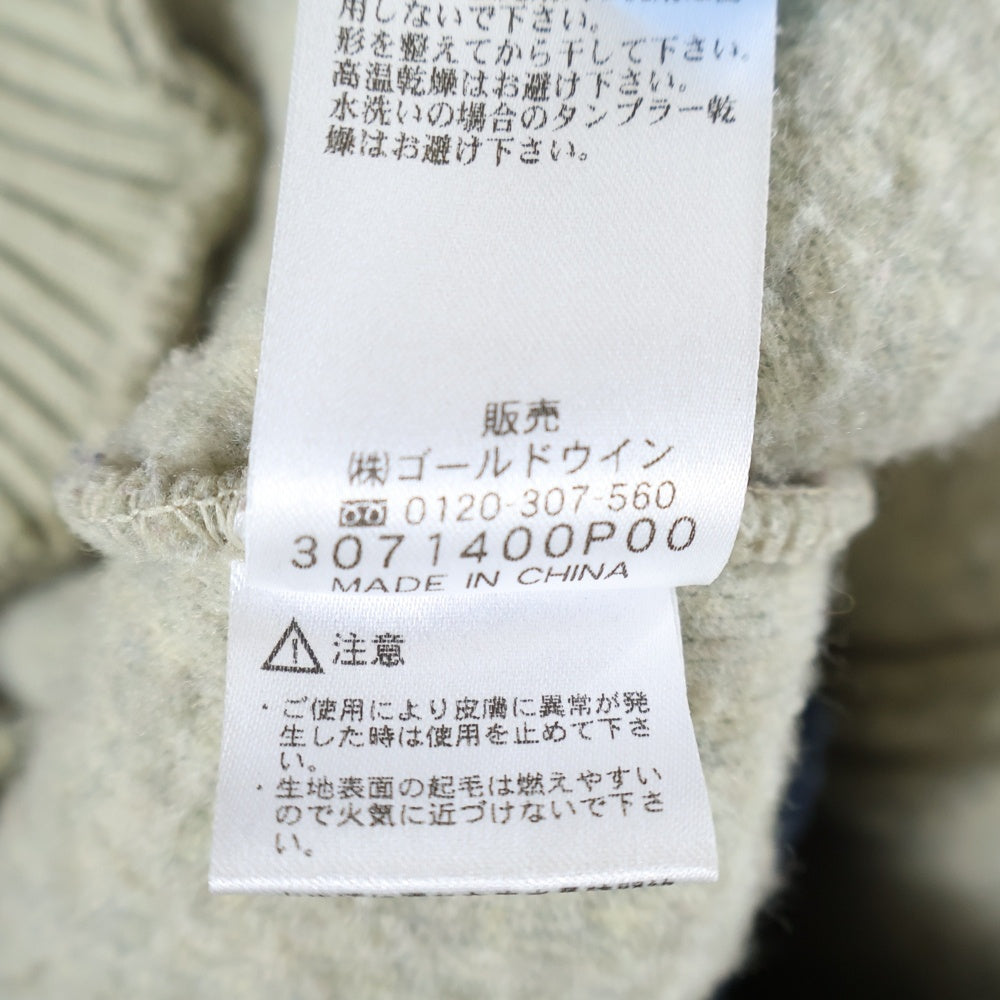 用しないで下さい。
形を整えてから干して下さい。
高温乾燥はお避け下さい。
水洗いの場合のタンブラー乾
燥はお避け下さい。
販売
㈱ゴールドウイン
0120-307-560
3071400P00
MADE IN CHINA
注意
・ご使用により皮膚に異常が発
生した時は使用を止めて下さ
い。
・生地表面の起毛は燃えやすい
ので火気に近づけないで下さ
い。